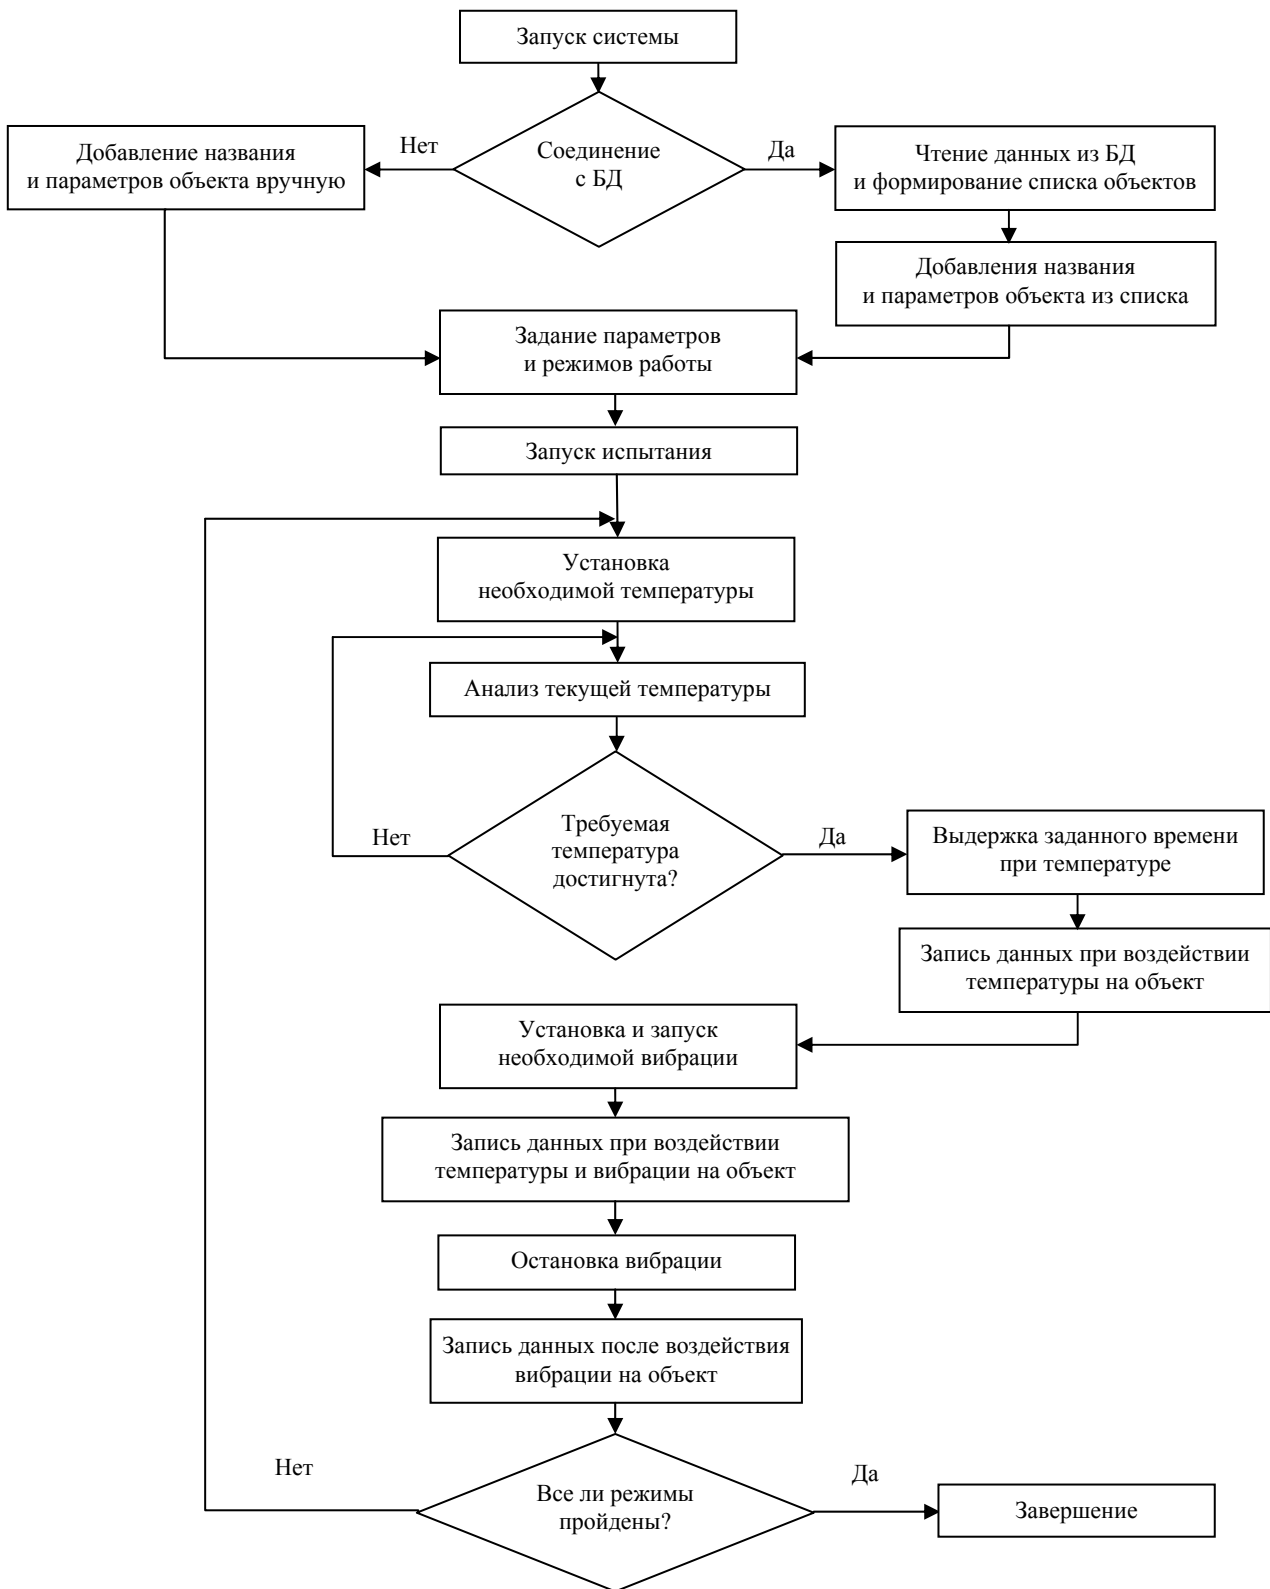 Запуск системы
Соединение
с БД
Нет
Да
Добавление названия
и параметров объекта вручную
Чтение данных из БД
и формирование списка объектов
Добавления названия
и параметров объекта из списка
Задание параметров
и режимов работы
Запуск испытания
Установка
необходимой температуры
Анализ текущей температуры
Требуемая
температура
достигнута?
Нет
Да
Выдержка заданного времени
при температуре
Запись данных при воздействии
температуры на объект
Установка и запуск
необходимой вибрации
Запись данных при воздействии
температуры и вибрации на объект
Остановка вибрации
Запись данных после воздействия
вибрации на объект
Все ли режимы
пройдены?
Нет
Да
Завершение